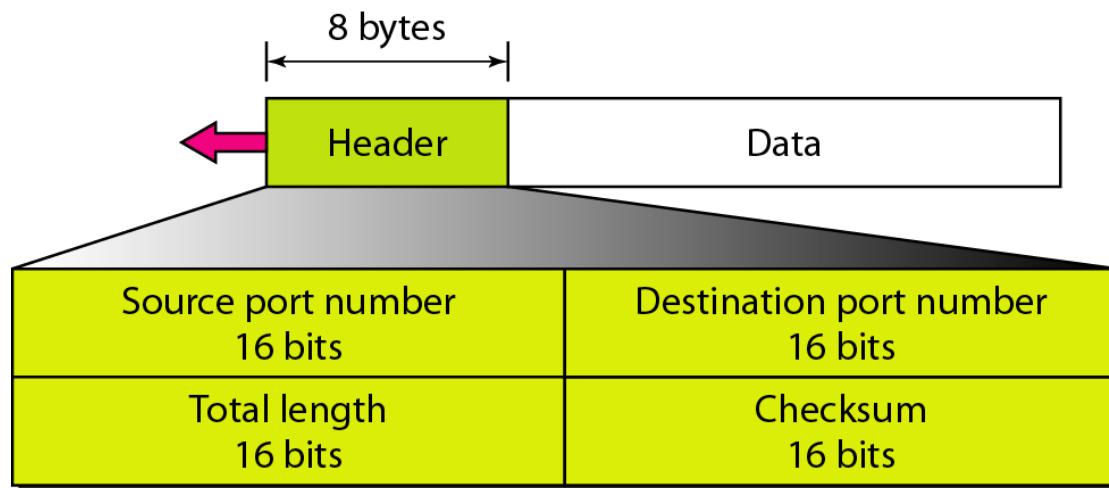 8 bytes
Header
Data
Source port number
16 bits
Destination port number
16 bits
Total length
16 bits
Checksum
16 bits